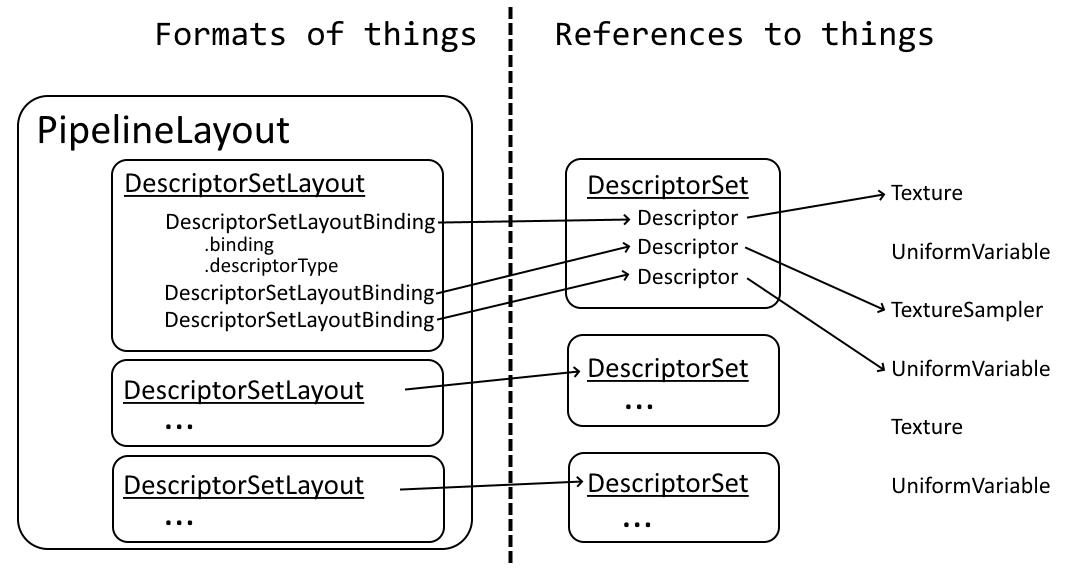 Formats of things
References to things
PipelineLayout
DescriptorSetLayout
DescriptorSetLayoutBinding
.binding
.descriptorType
DescriptorSetLayoutBinding
DescriptorSetLayoutBinding
DescriptorSetLayout
...
DescriptorSetLayout
...
DescriptorSet
Descriptor
Descriptor
Descriptor
DescriptorSet
...
DescriptorSet
...
Texture
UniformVariable
TextureSampler
UniformVariable
Texture
UniformVariable